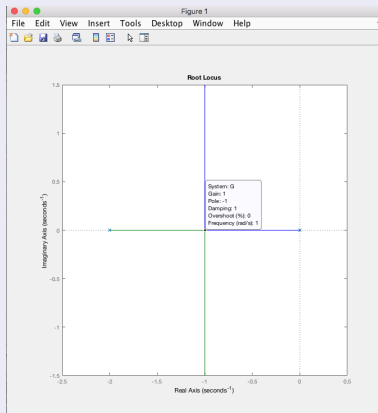 Figure 1
File Edit View Insert Tools Desktop Window Help
Root Locus
1.5
1
0.5
0
-0.5
-1
-1.5
Imaginary Axis (seconds⁻¹)
System: G
Gain: 1
Pole: -1
Damping: 1
Overshoot (%): 0
Frequency (rad/s): 1
-2.5 -2 -1.5 -1 -0.5 0 0.5
Real Axis (seconds⁻¹)